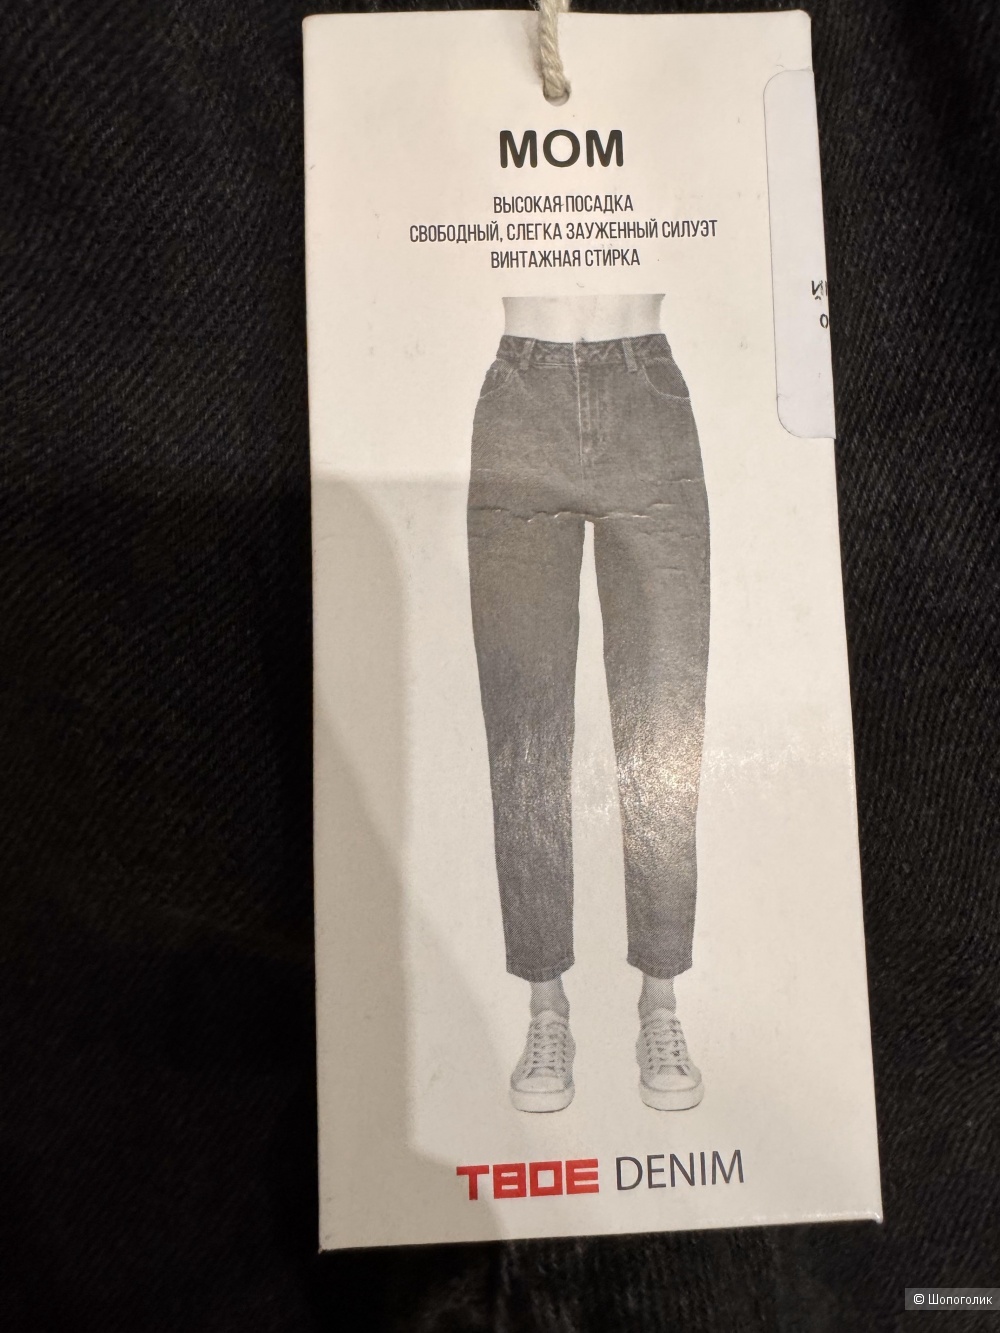 MOM
ВЫСОКАЯ ПОСАДКА
СВОБОДНЫЙ, СЛЕГКА ЗАУЖЕННЫЙ СИЛУЭТ
ВИНТАЖНАЯ СТИРКА
ТВОЕ DENIM
© Шопоголик